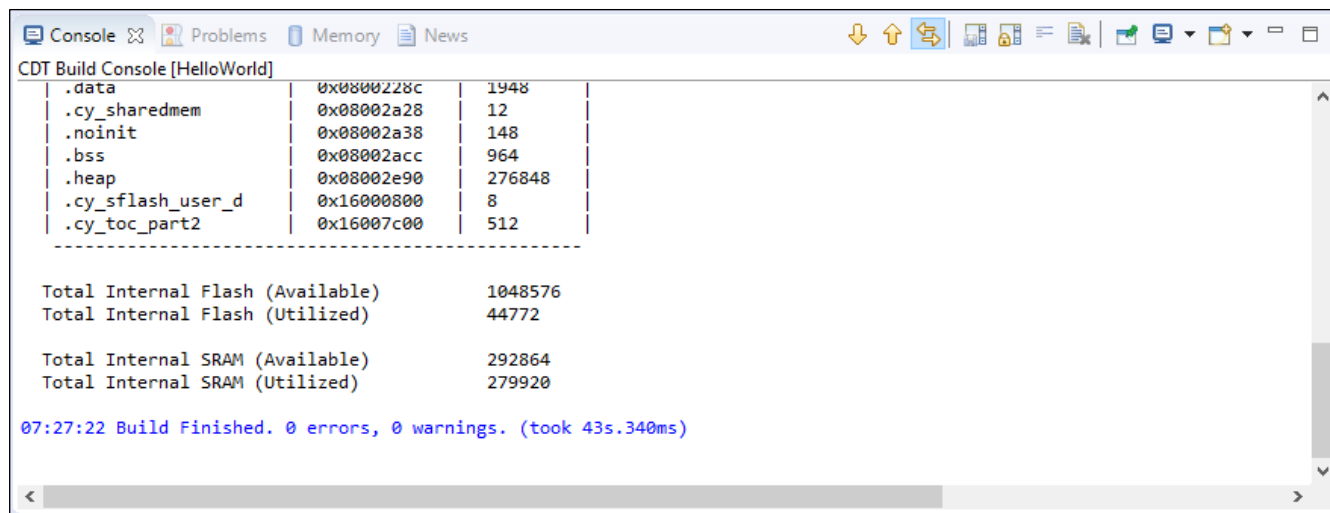 Console Problems Memory News
CDT Build Console [HelloWorld]
| .data | 0x0800228c | 1948 |
| .cy_sharedmem | 0x08002a28 | 12 |
| .noinit | 0x08002a38 | 148 |
| .bss | 0x08002acc | 964 |
| .heap | 0x08002e90 | 276848 |
| .cy_sflash_user_d | 0x16000800 | 8 |
| .cy_toc_part2 | 0x16007c00 | 512 |
--------------------------------------------------
Total Internal Flash (Available) 1048576
Total Internal Flash (Utilized) 44772
Total Internal SRAM (Available) 292864
Total Internal SRAM (Utilized) 279920
07:27:22 Build Finished. 0 errors, 0 warnings. (took 43s.340ms)